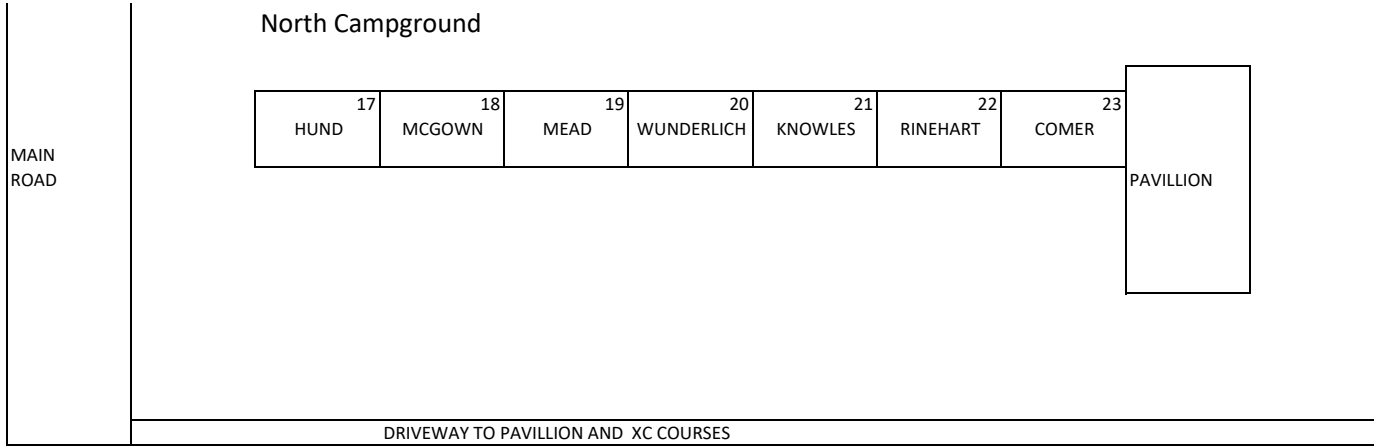 North Campground
17 18 19 20 21 22 23
HUND MCGOWN MEAD WUNDERLICH KNOWLES RINEHART COMER
MAIN
ROAD
PAVILLION
DRIVEWAY TO PAVILLION AND XC COURSES